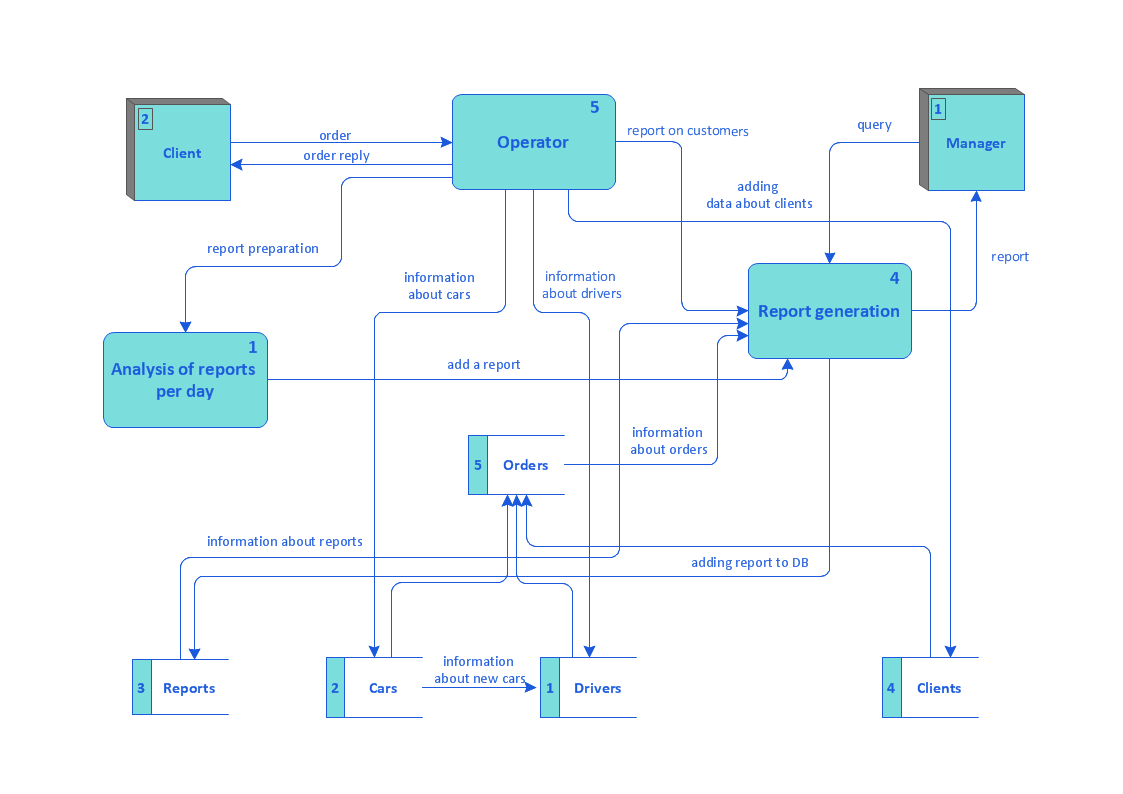 2
Client
order
order reply
5
Operator
report on customers
query
1
Manager
adding
data about clients
report preparation
information
about cars
information
about drivers
report
4
Report generation
1
Analysis of reports
per day
add a report
5
Orders
information
about orders
information about reports
adding report to DB
3
Reports
2
Cars
information
about new cars
1
Drivers
4
Clients